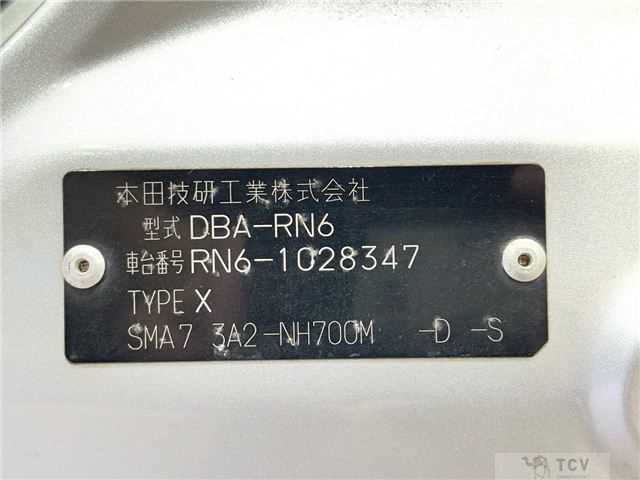 本田技研工業株式会社
型式 DBA-RN6
車台番号 RN6-1028347
TYPE X
SMA7 3A2-NH700M -D -S
TCV